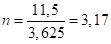 n = 11,5 / 3,625 = 3,17